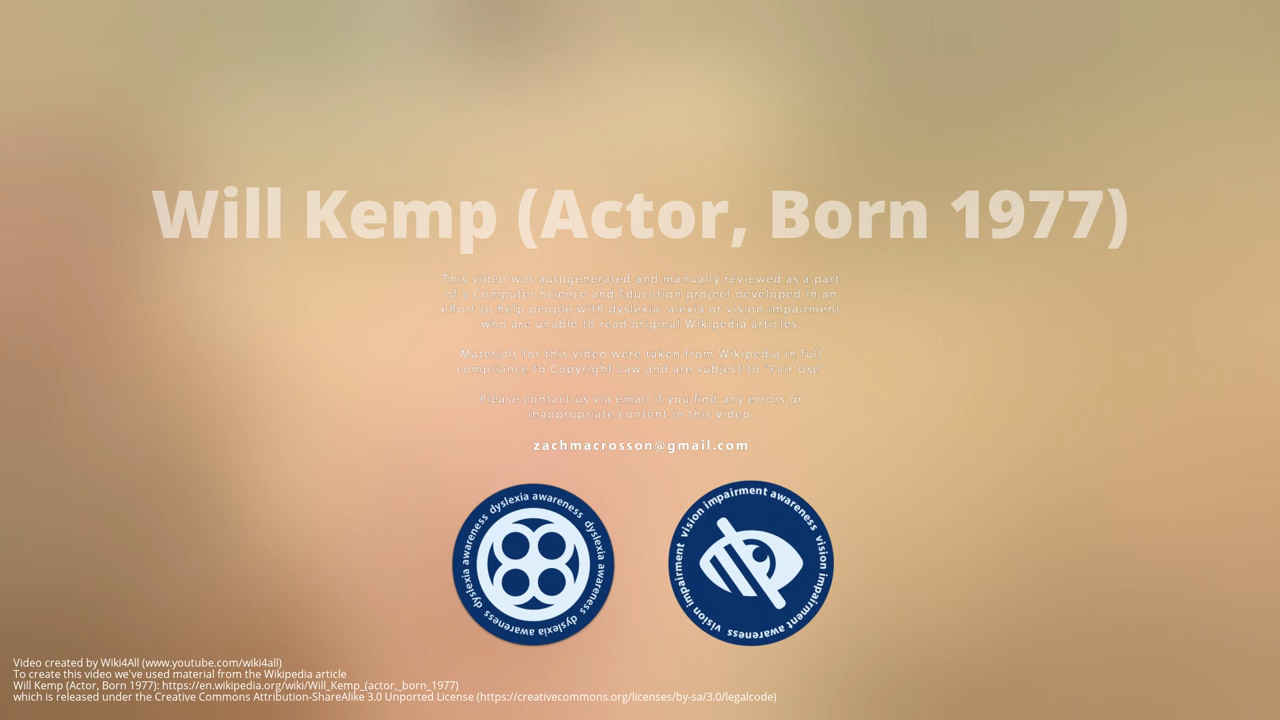 Will Kemp (Actor, Born 1977)
This video was autogenerated and manually reviewed as a part
of a Computer Science and Education project developed in an
effort to help people with dyslexia, alexia or vision impairment
who are unable to read original Wikipedia articles.
Materials for this video were taken from Wikipedia in full
compliance to Copyright Law and are subject to "Fair Use".
Please contact us via email if you find any errors or
inappropriate content in this video.
zachmacrosson@gmail.com
dyslexia awareness dyslexia awareness dyslexia awareness dyslexia awareness
vision impairment awareness vision impairment awareness vision impairment
Video created by Wiki4All (www.youtube.com/wiki4all)
To create this video we've used material from the Wikipedia article
Will Kemp (Actor, Born 1977): https://en.wikipedia.org/wiki/Will_Kemp_(actor,_born_1977)
which is released under the Creative Commons Attribution-ShareAlike 3.0 Unported License (https://creativecommons.org/licenses/by-sa/3.0/legalcode)